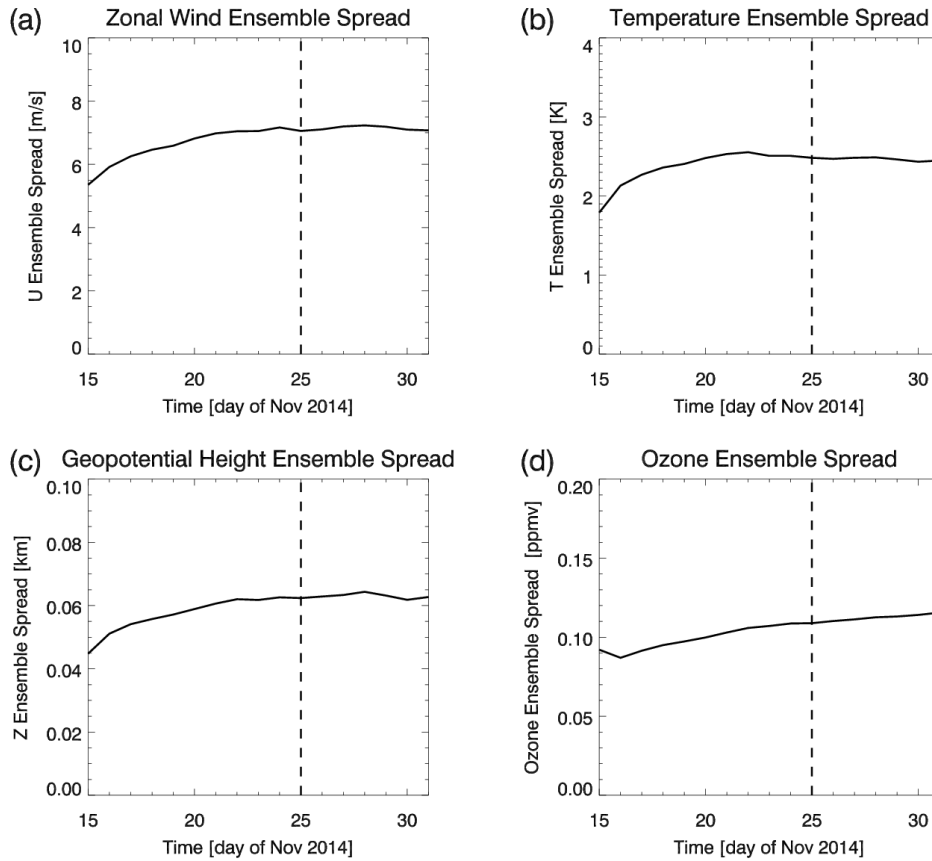 (a) Zonal Wind Ensemble Spread
U Ensemble Spread [m/s]
10
8
6
4
2
0
15 20 25 30
Time [day of Nov 2014]
(b) Temperature Ensemble Spread
T Ensemble Spread [K]
4
3
2
1
0
15 20 25 30
Time [day of Nov 2014]
(c) Geopotential Height Ensemble Spread
Z Ensemble Spread [km]
0.10
0.08
0.06
0.04
0.02
0.00
15 20 25 30
Time [day of Nov 2014]
(d) Ozone Ensemble Spread
Ozone Ensemble Spread [ppmv]
0.20
0.15
0.10
0.05
0.00
15 20 25 30
Time [day of Nov 2014]